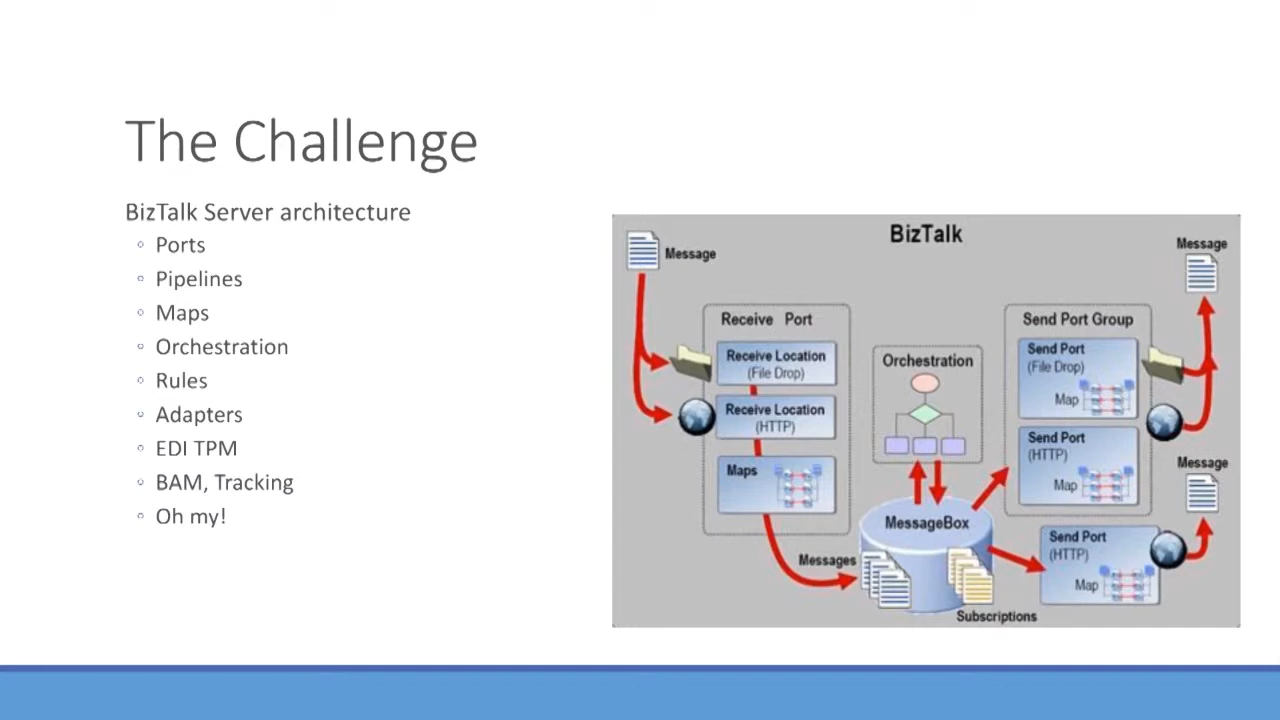 The Challenge
BizTalk Server architecture
Ports
Pipelines
Maps
Orchestration
Rules
Adapters
EDI TPM
BAM, Tracking
Oh my!
BizTalk
Message
Receive Port
Receive Location
(File Drop)
Receive Location
(HTTP)
Maps
Messages
Orchestration
MessageBox
Subscriptions
Send Port Group
Send Port
(File Drop)
Map
Send Port
(HTTP)
Map
Send Port
(HTTP)
Map
Message
Message